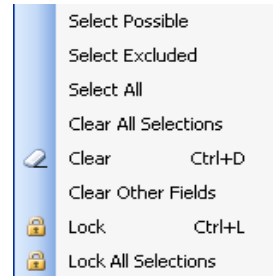 Select Possible
Select Excluded
Select All
Clear All Selections
Clear Ctrl+D
Clear Other Fields
Lock Ctrl+L
Lock All Selections